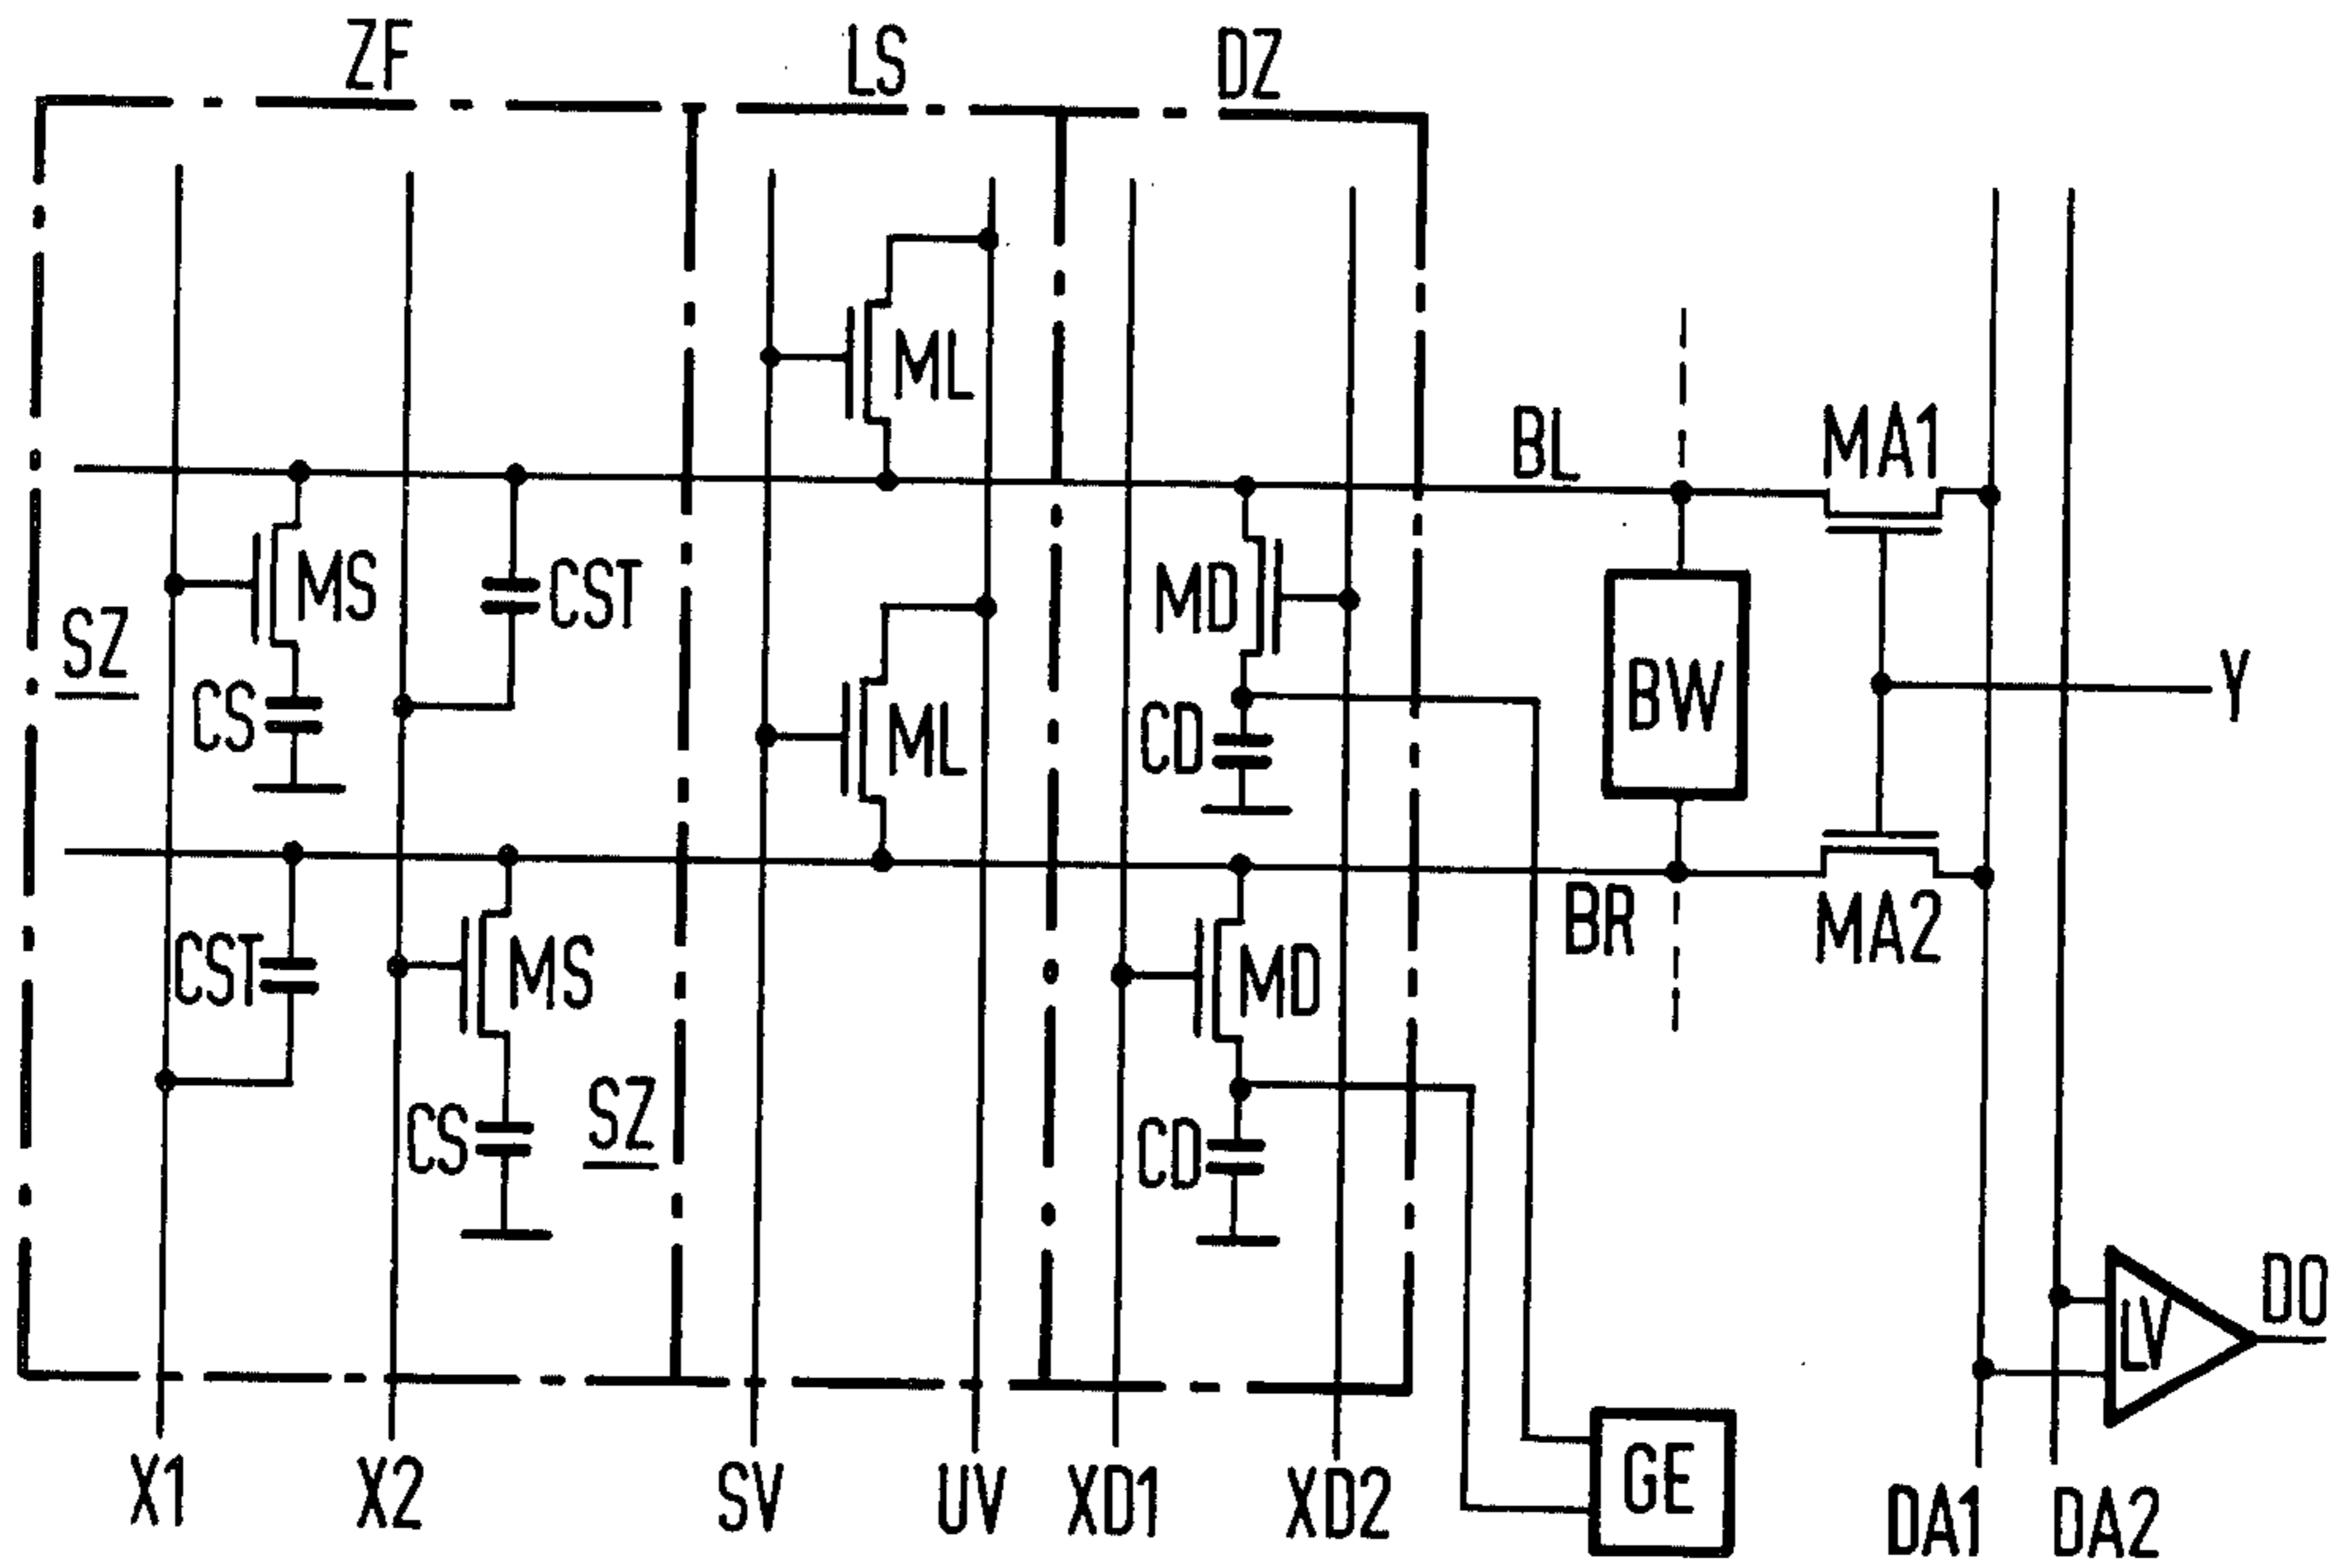 ZF
LS
DZ
ML
BL
MA1
MS
CST
MD
SZ
CS
ML
CD
BW
Y
CST
MS
MD
BR
MA2
CS
SZ
CD
DO
LV
GE
X1
X2
SV
UV
XD1
XD2
DA1
DA2